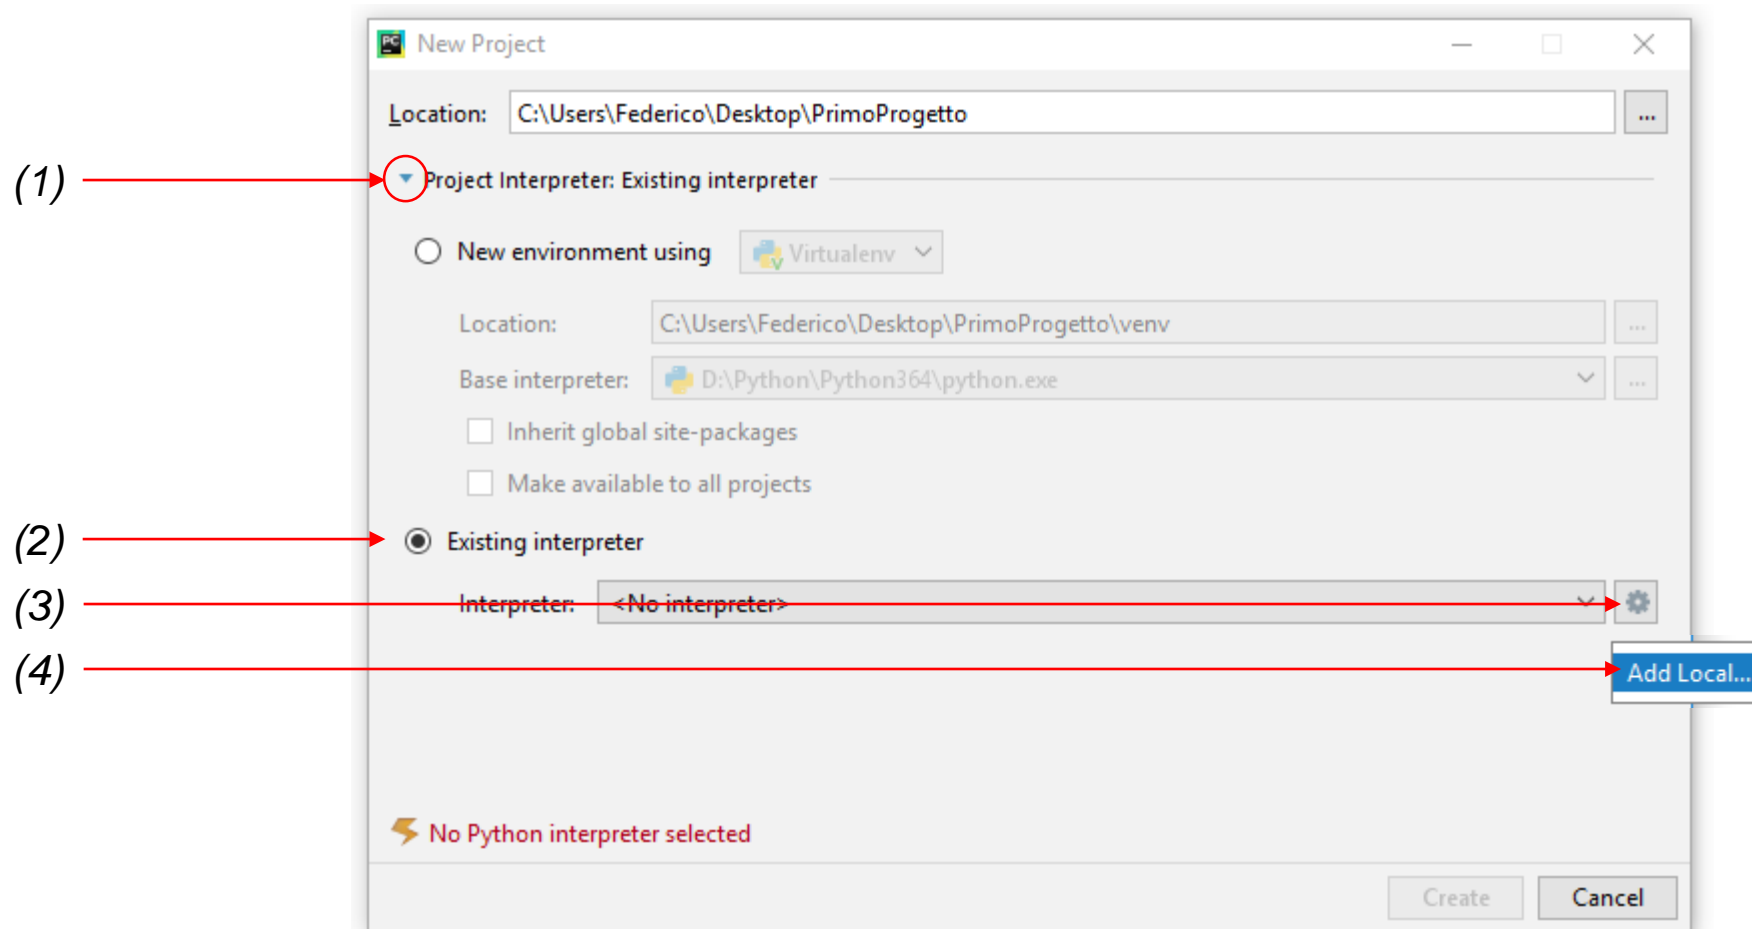 PC New Project
Location: C:\Users\Federico\Desktop\PrimoProgetto ...
(1) Project Interpreter: Existing interpreter
New environment using Virtualenv
Location: C:\Users\Federico\Desktop\PrimoProgetto\venv ...
Base interpreter: D:\Python\Python364\python.exe ...
Inherit global site-packages
Make available to all projects
(2) Existing interpreter
(3) Interpreter: <No interpreter>
(4) Add Local...
No Python interpreter selected
Create Cancel